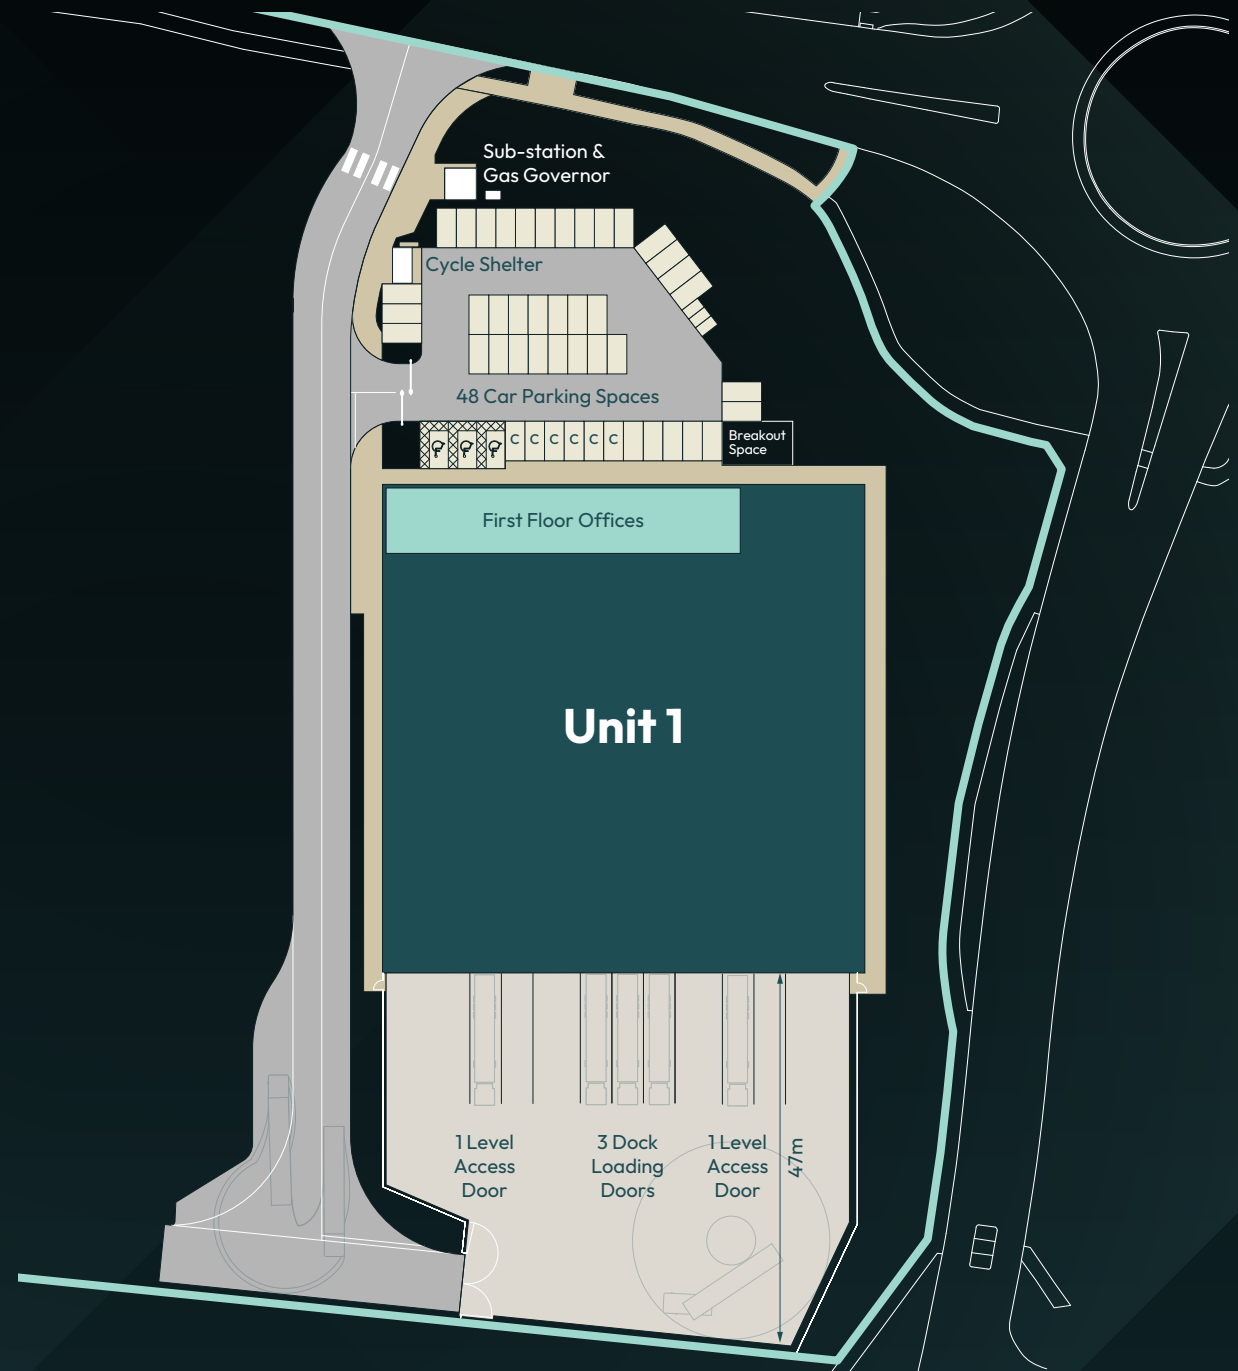 Sub-station &
Gas Governor
Cycle Shelter
48 Car Parking Spaces
C C C C C C
Breakout
Space
First Floor Offices
Unit 1
1 Level
Access
Door
3 Dock
Loading
Doors
1 Level
Access
Door
47m